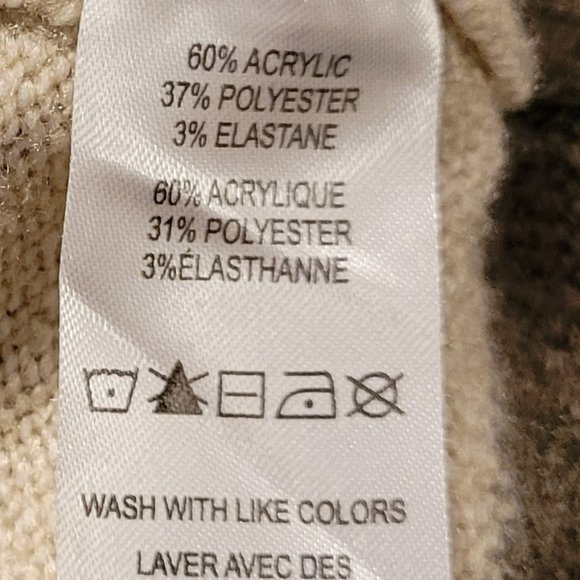 60% ACRYLIC
37% POLYESTER
3% ELASTANE
60% ACRYLIQUE
31% POLYESTER
3%ÉLASTHANNE
WASH WITH LIKE COLORS
LAVER AVEC DES